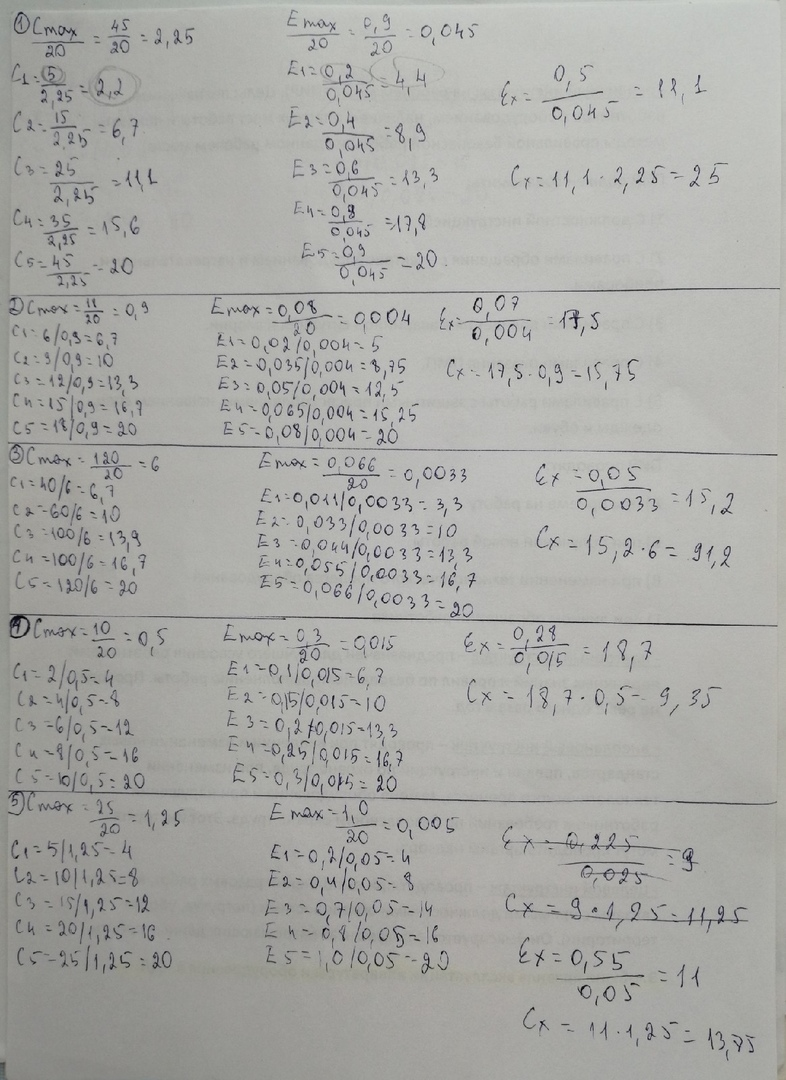 ① Cmax/20 = 45/20 = 2,25
C1 = 5/2,25 = 2,2
C2 = 15/2,25 = 6,7
C3 = 25/2,25 = 11,1
C4 = 35/2,25 = 15,6
C5 = 45/2,25 = 20
Emax/20 = 0,9/20 = 0,045
E1 = 0,2/0,045 = 4,4
E2 = 0,4/0,045 = 8,9
E3 = 0,6/0,045 = 13,3
E4 = 0,8/0,045 = 17,8
E5 = 0,9/0,045 = 20
Ex = 0,5/0,045 = 11,1
Cx = 11,1 · 2,25 = 25
② Cmax = 11/20 = 0,9
C1 = 6/0,9 = 6,7
C2 = 9/0,9 = 10
C3 = 12/0,9 = 13,3
C4 = 15/0,9 = 16,7
C5 = 18/0,9 = 20
Emax = 0,08/20 = 0,004
E1 = 0,02/0,004 = 5
E2 = 0,035/0,004 = 8,75
E3 = 0,05/0,004 = 12,5
E4 = 0,065/0,004 = 16,25
E5 = 0,08/0,004 = 20
Ex = 0,07/0,004 = 17,5
Cx = 17,5 · 0,9 = 15,75
③ Cmax = 120/20 = 6
C1 = 40/6 = 6,7
C2 = 60/6 = 10
C3 = 100/6 = 13,9
C4 = 100/6 = 16,7
C5 = 120/6 = 20
Emax = 0,066/20 = 0,0033
E1 = 0,011/0,0033 = 3,3
E2 = 0,033/0,0033 = 10
E3 = 0,044/0,0033 = 13,3
E4 = 0,055/0,0033 = 16,7
E5 = 0,066/0,0033 = 20
Ex = 0,05/0,0033 = 15,2
Cx = 15,2 · 6 = 91,2
④ Cmax = 10/20 = 0,5
C1 = 2/0,5 = 4
C2 = 4/0,5 = 8
C3 = 6/0,5 = 12
C4 = 8/0,5 = 16
C5 = 10/0,5 = 20
Emax = 0,3/20 = 0,015
E1 = 0,1/0,015 = 6,7
E2 = 0,15/0,015 = 10
E3 = 0,2/0,015 = 13,3
E4 = 0,25/0,015 = 16,7
E5 = 0,3/0,015 = 20
Ex = 0,28/0,015 = 18,7
Cx = 18,7 · 0,5 = 9,35
⑤ Cmax = 25/20 = 1,25
C1 = 5/1,25 = 4
C2 = 10/1,25 = 8
C3 = 15/1,25 = 12
C4 = 20/1,25 = 16
C5 = 25/1,25 = 20
Emax = 1,0/20 = 0,005
E1 = 0,2/0,05 = 4
E2 = 0,4/0,05 = 8
E3 = 0,7/0,05 = 14
E4 = 0,8/0,05 = 16
E5 = 1,0/0,05 = 20
Ex = 0,225/0,025 = 9
Cx = 9 · 1,25 = 11,25
Ex = 0,55/0,05 = 11
Cx = 11 · 1,25 = 13,75